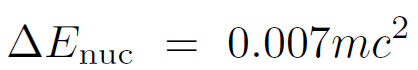 ΔE_nuc = 0.007mc²